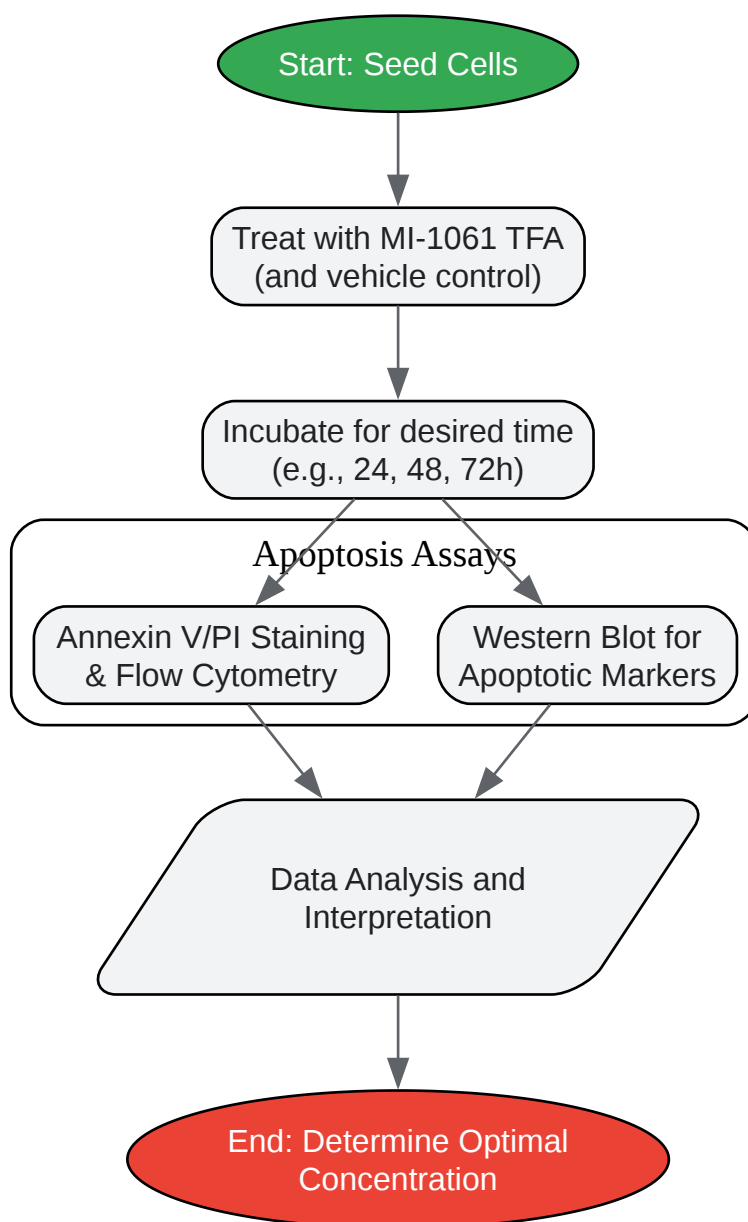 Start: Seed Cells
Treat with MI-1061 TFA
(and vehicle control)
Incubate for desired time
(e.g., 24, 48, 72h)
Apoptosis Assays
Annexin V/PI Staining
& Flow Cytometry
Western Blot for
Apoptotic Markers
Data Analysis and
Interpretation
End: Determine Optimal
Concentration